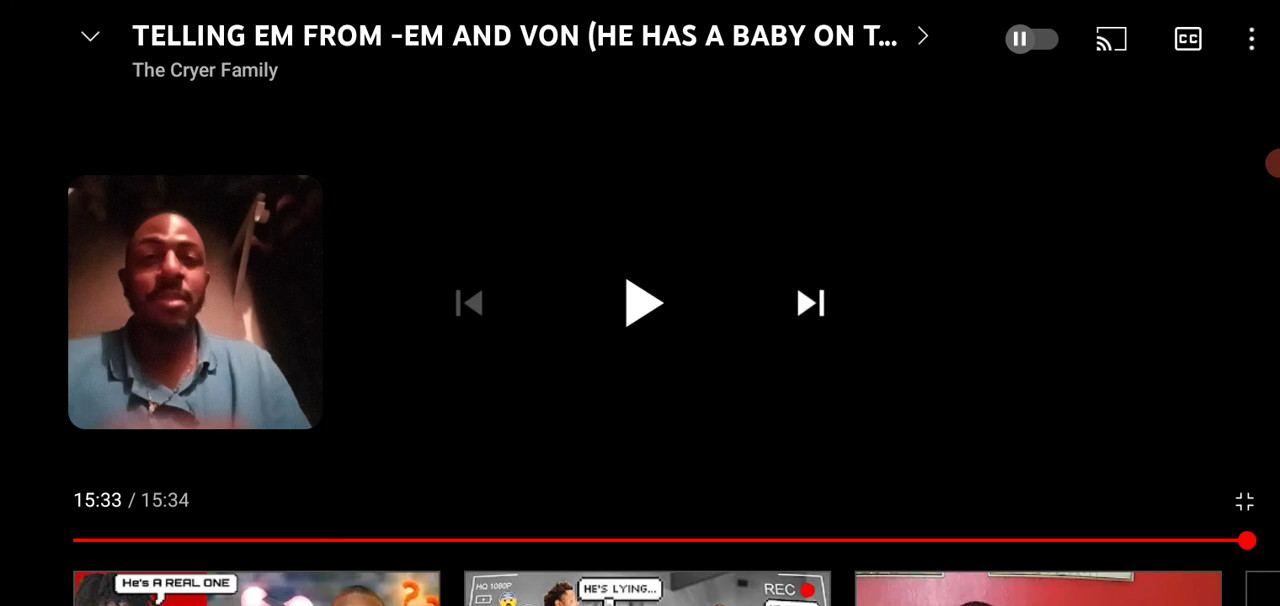 TELLING EM FROM -EM AND VON (HE HAS A BABY ON T...
The Cryer Family
CC
15:33 / 15:34
He's A REAL ONE
HQ 1080P
HE'S LYING...
REC